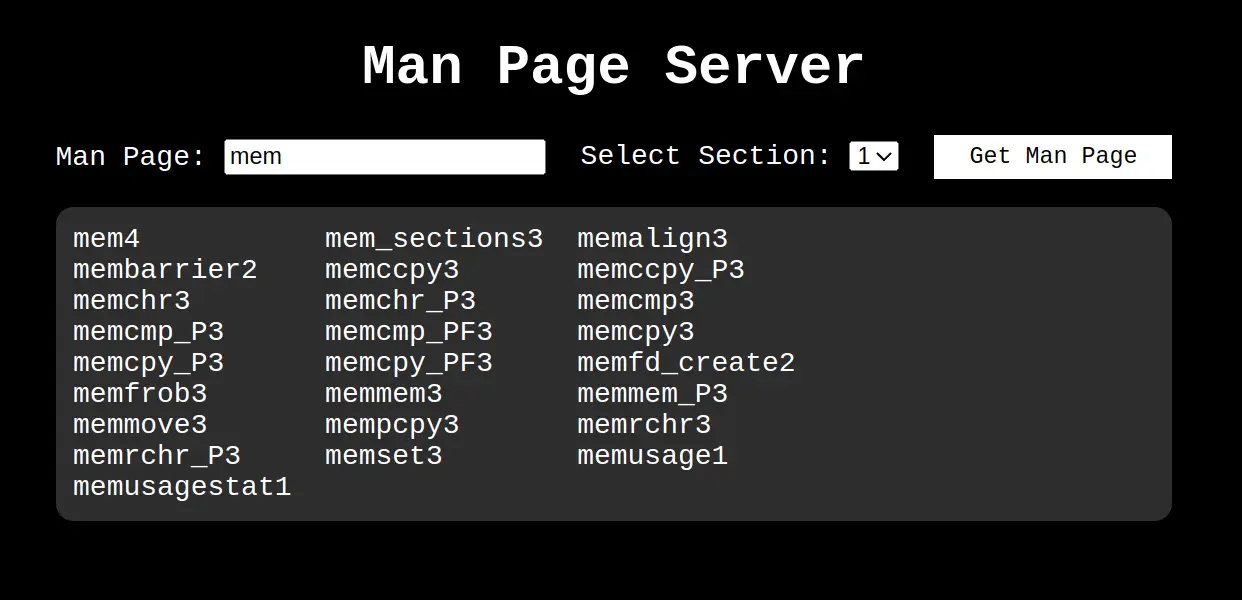 Man Page Server
Man Page: mem Select Section: 1 Get Man Page
mem4 mem_sections3 memalign3
membarrier2 memccpy3 memccpy_P3
memchr3 memchr_P3 memcmp3
memcmp_P3 memcmp_PF3 memcpy3
memcpy_P3 memcpy_PF3 memfd_create2
memfrob3 memmem3 memmem_P3
memmove3 mempcpy3 memrchr3
memrchr_P3 memset3 memusage1
memusagestat1